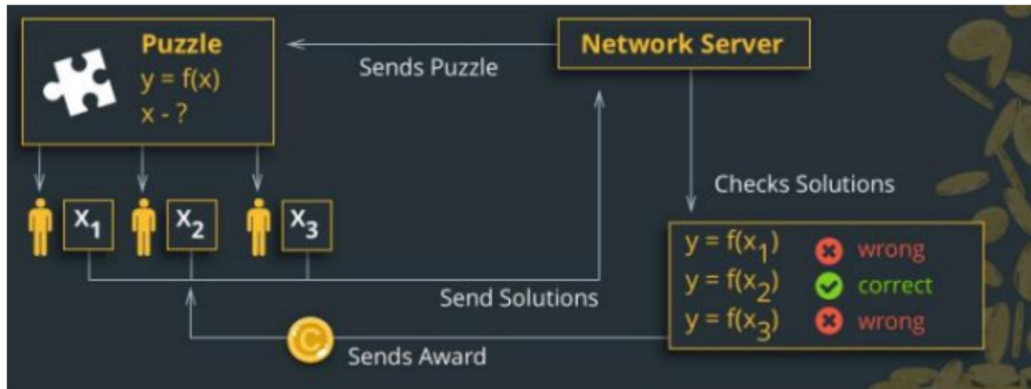 Puzzle
y = f(x)
x - ?
Sends Puzzle
Network Server
Checks Solutions
X1
X2
X3
Send Solutions
y = f(x1) wrong
y = f(x2) correct
y = f(x3) wrong
C
Sends Award